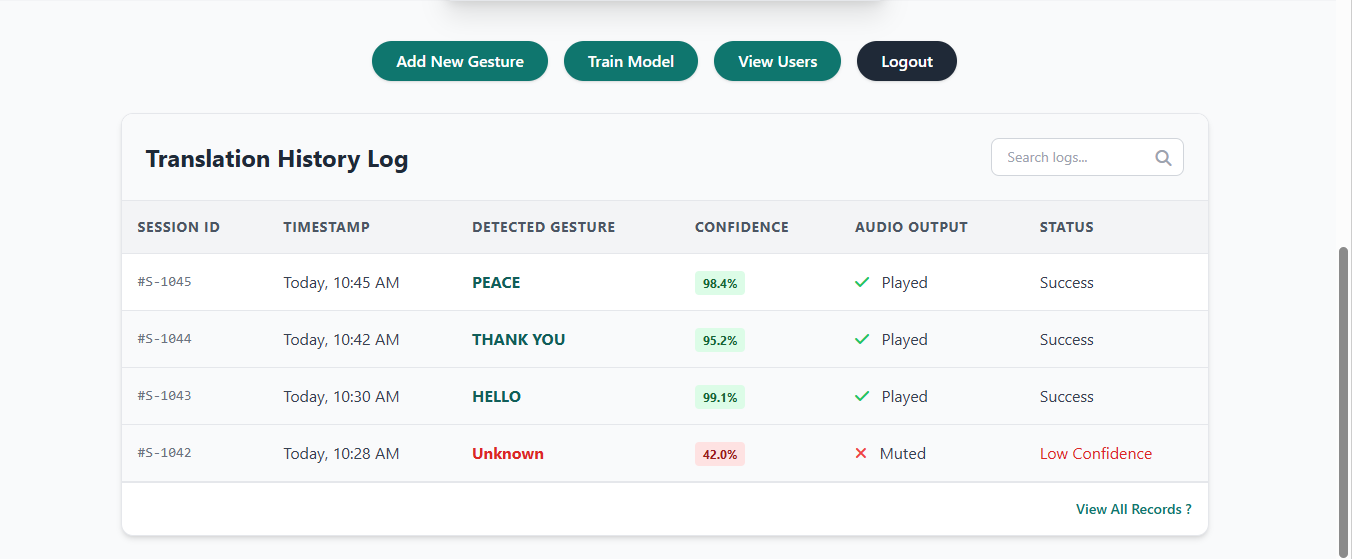 Add New Gesture Train Model View Users Logout
Translation History Log Search logs...
SESSION ID TIMESTAMP DETECTED GESTURE CONFIDENCE AUDIO OUTPUT STATUS
#S-1045 Today, 10:45 AM PEACE 98.4% Played Success
#S-1044 Today, 10:42 AM THANK YOU 95.2% Played Success
#S-1043 Today, 10:30 AM HELLO 99.1% Played Success
#S-1042 Today, 10:28 AM Unknown 42.0% Muted Low Confidence
View All Records ?